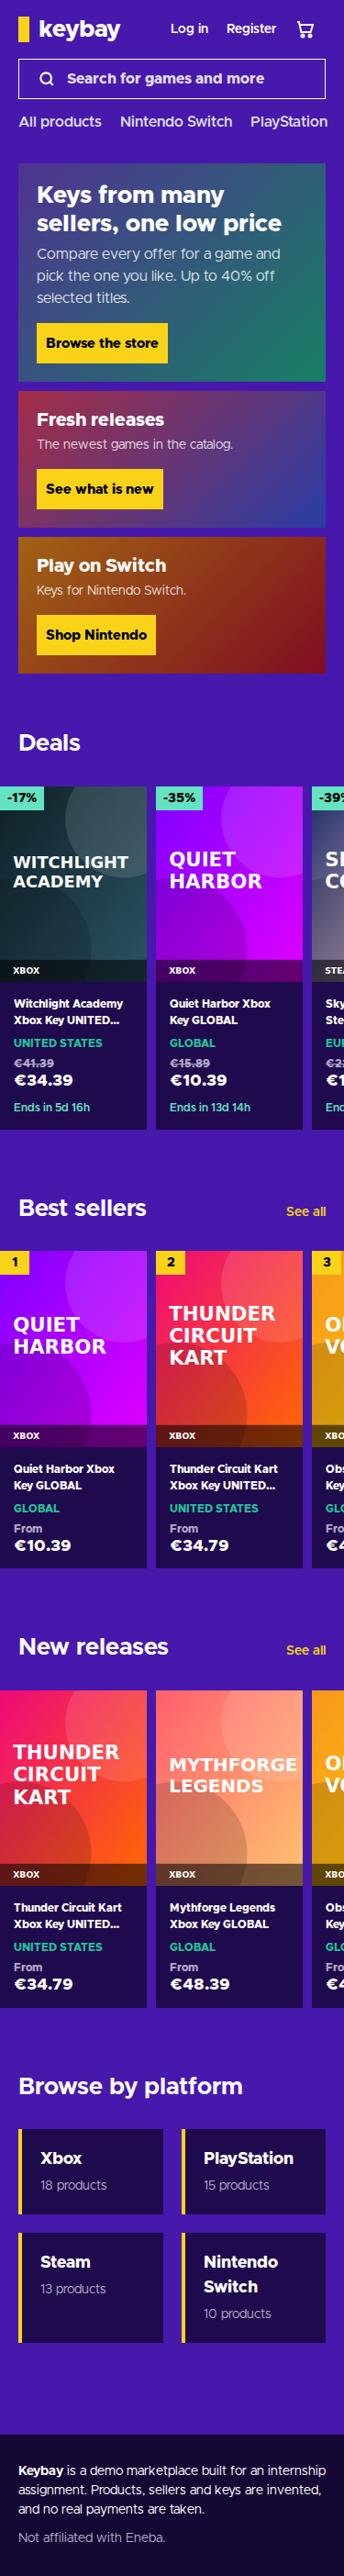 keybay
Log in Register
Search for games and more
All products Nintendo Switch PlayStation
Keys from many
sellers, one low price
Compare every offer for a game and
pick the one you like. Up to 40% off
selected titles.
Browse the store
Fresh releases
The newest games in the catalog.
See what is new
Play on Switch
Keys for Nintendo Switch.
Shop Nintendo
Deals
-17%
WITCHLIGHT
ACADEMY
XBOX
Witchlight Academy
Xbox Key UNITED...
UNITED STATES
€41.39
€34.39
Ends in 5d 16h
-35%
QUIET
HARBOR
XBOX
Quiet Harbor Xbox
Key GLOBAL
GLOBAL
€15.89
€10.39
Ends in 13d 14h
-39%
Best sellers
See all
1
QUIET
HARBOR
XBOX
Quiet Harbor Xbox
Key GLOBAL
GLOBAL
From
€10.39
2
THUNDER
CIRCUIT
KART
XBOX
Thunder Circuit Kart
Xbox Key UNITED...
UNITED STATES
From
€34.79
3
New releases
See all
THUNDER
CIRCUIT
KART
XBOX
Thunder Circuit Kart
Xbox Key UNITED...
UNITED STATES
From
€34.79
MYTHFORGE
LEGENDS
XBOX
Mythforge Legends
Xbox Key GLOBAL
GLOBAL
From
€48.39
Browse by platform
Xbox
18 products
PlayStation
15 products
Steam
13 products
Nintendo
Switch
10 products
Keybay is a demo marketplace built for an internship
assignment. Products, sellers and keys are invented,
and no real payments are taken.
Not affiliated with Eneba.